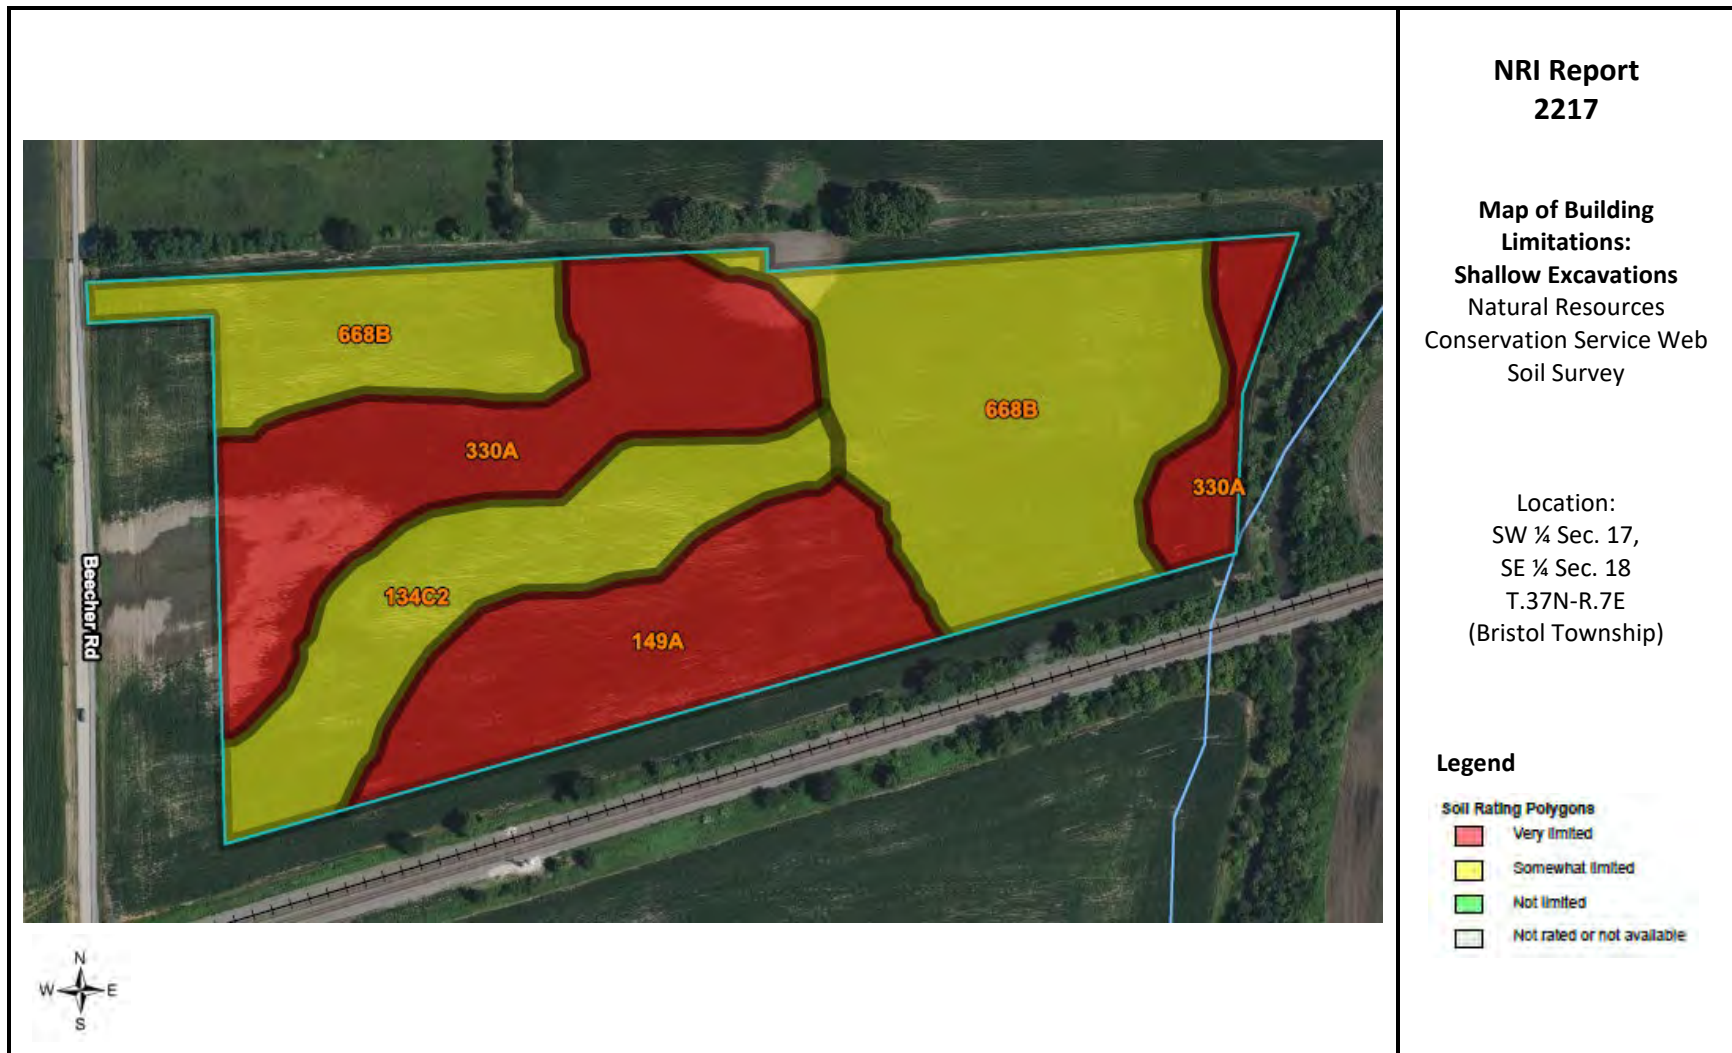 NRI Report
2217
Map of Building
Limitations:
Shallow Excavations
Natural Resources
Conservation Service Web
Soil Survey
Location:
SW ¼ Sec. 17,
SE ¼ Sec. 18
T.37N-R.7E
(Bristol Township)
Legend
Soil Rating Polygons
Very limited
Somewhat limited
Not limited
Not rated or not available
668B
668B
330A
330A
134C2
149A
Beecher Rd
N
W E
S